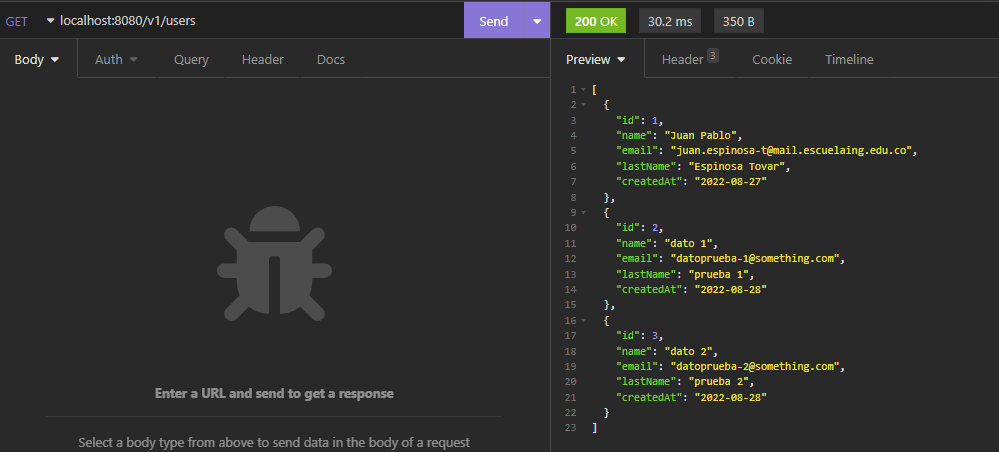 GET localhost:8080/v1/users Send 200 OK 30.2 ms 350 B
Body Auth Query Header Docs Preview Header 3 Cookie Timeline
1 [
2 {
3 "id": 1,
4 "name": "Juan Pablo",
5 "email": "juan.espinosa-t@mail.escuelaing.edu.co",
6 "lastName": "Espinosa Tovar",
7 "createdAt": "2022-08-27"
8 },
9 {
10 "id": 2,
11 "name": "dato 1",
12 "email": "datoprueba-1@something.com",
13 "lastName": "prueba 1",
14 "createdAt": "2022-08-28"
15 },
16 {
17 "id": 3,
18 "name": "dato 2",
19 "email": "datoprueba-2@something.com",
20 "lastName": "prueba 2",
21 "createdAt": "2022-08-28"
22 }
23 ]
Enter a URL and send to get a response
Select a body type from above to send data in the body of a request